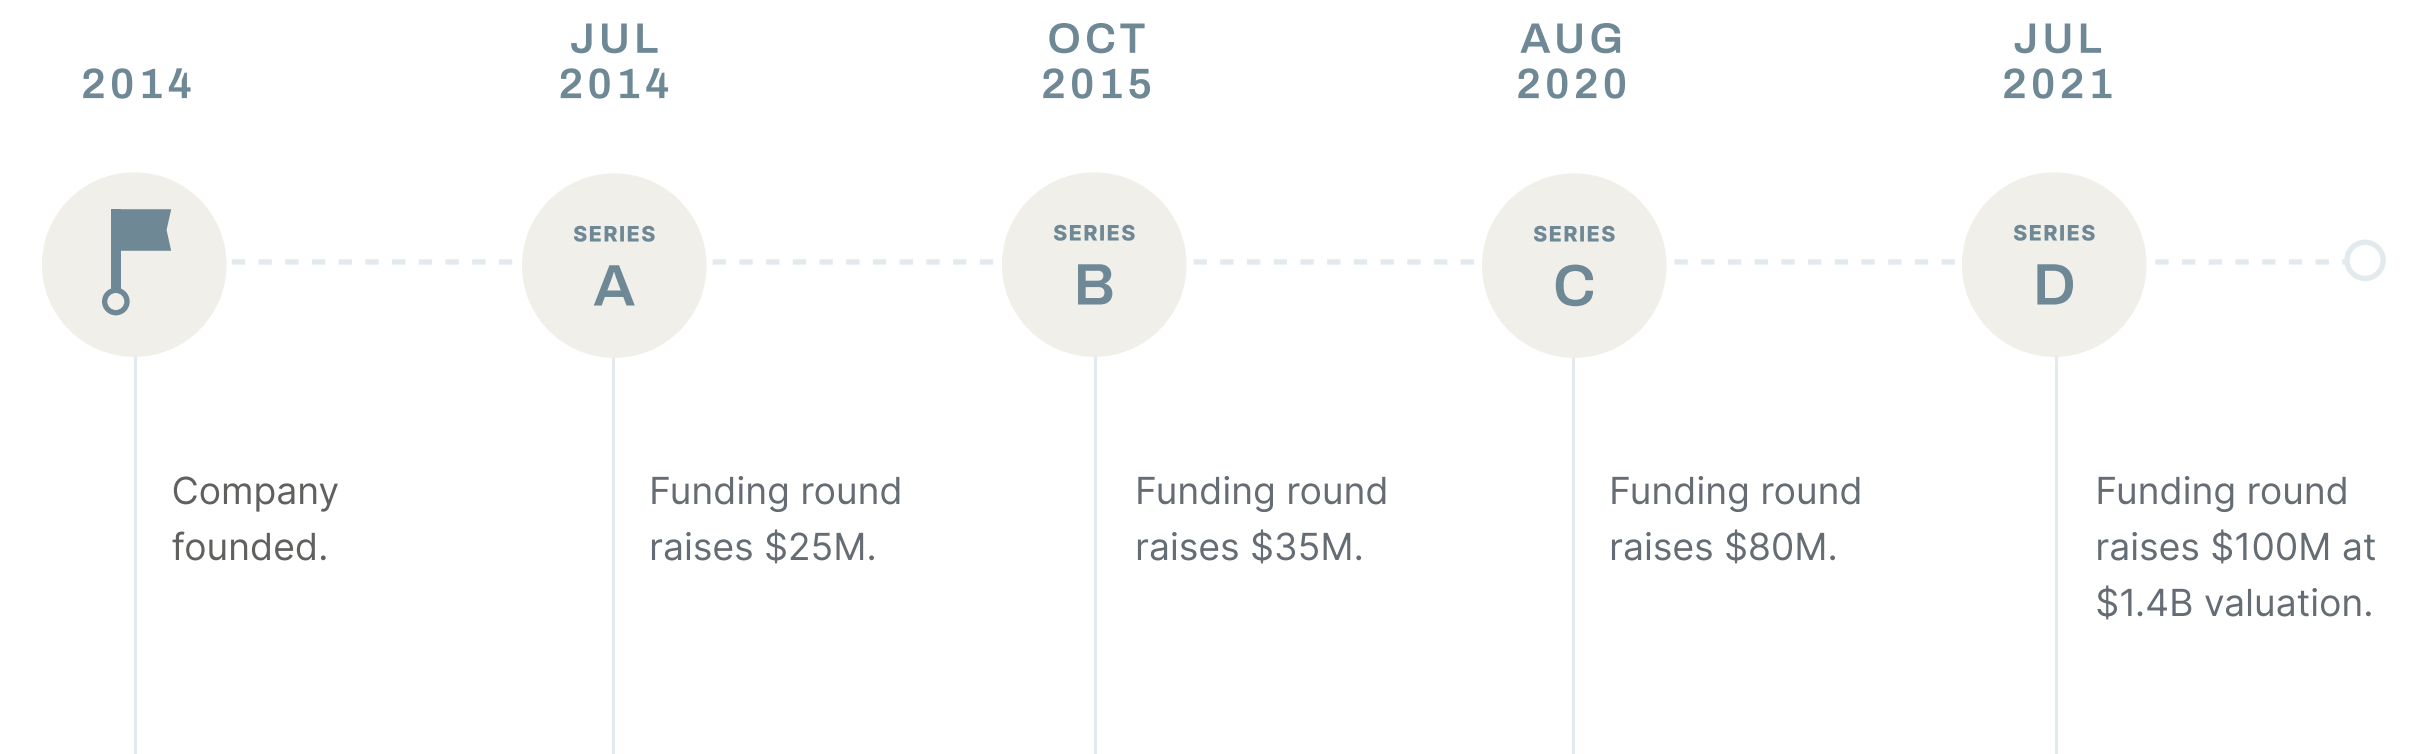 2014
JUL
2014
OCT
2015
AUG
2020
JUL
2021
SERIES
A
SERIES
B
SERIES
C
SERIES
D
Company
founded.
Funding round
raises $25M.
Funding round
raises $35M.
Funding round
raises $80M.
Funding round
raises $100M at
$1.4B valuation.